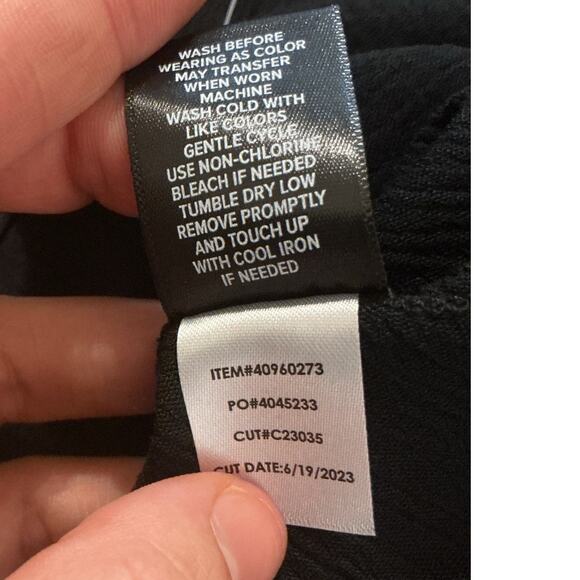 WASH BEFORE
WEARING AS COLOR
MAY TRANSFER
WHEN WORN
MACHINE
WASH COLD WITH
LIKE COLORS
GENTLE CYCLE
USE NON-CHLORINE
BLEACH IF NEEDED
TUMBLE DRY LOW
REMOVE PROMPTLY
AND TOUCH UP
WITH COOL IRON
IF NEEDED
ITEM#40960273
PO#4045233
CUT#C23035
CUT DATE:6/19/2023